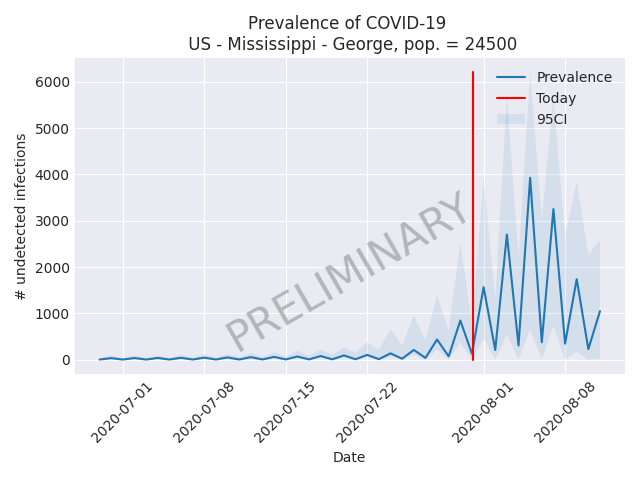 Prevalence of COVID-19
US - Mississippi - George, pop. = 24500
# undetected infections
6000
5000
4000
3000
2000
1000
0
Prevalence
Today
95CI
PRELIMINARY
2020-07-01
2020-07-08
2020-07-15
2020-07-22
2020-08-01
2020-08-08
Date